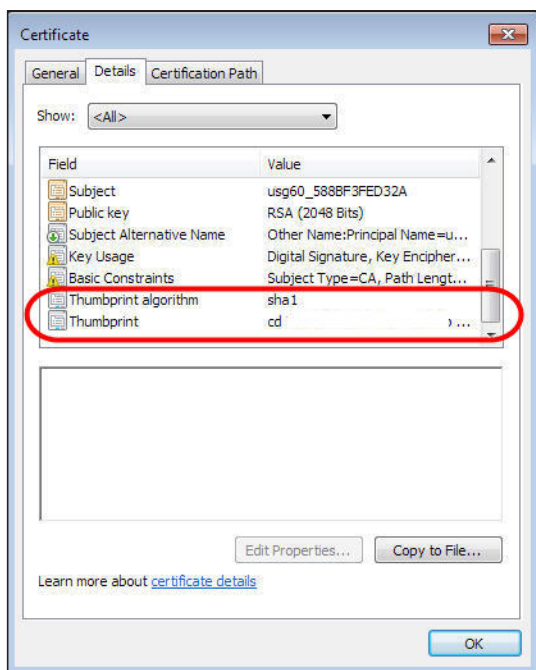 Certificate
General Details Certification Path
Show: <All>
Field Value
Subject usg60_588BF3FED32A
Public key RSA (2048 Bits)
Subject Alternative Name Other Name:Principal Name=u...
Key Usage Digital Signature, Key Encipher...
Basic Constraints Subject Type=CA, Path Lengt...
Thumbprint algorithm sha1
Thumbprint cd ...
Edit Properties... Copy to File...
Learn more about certificate details
OK